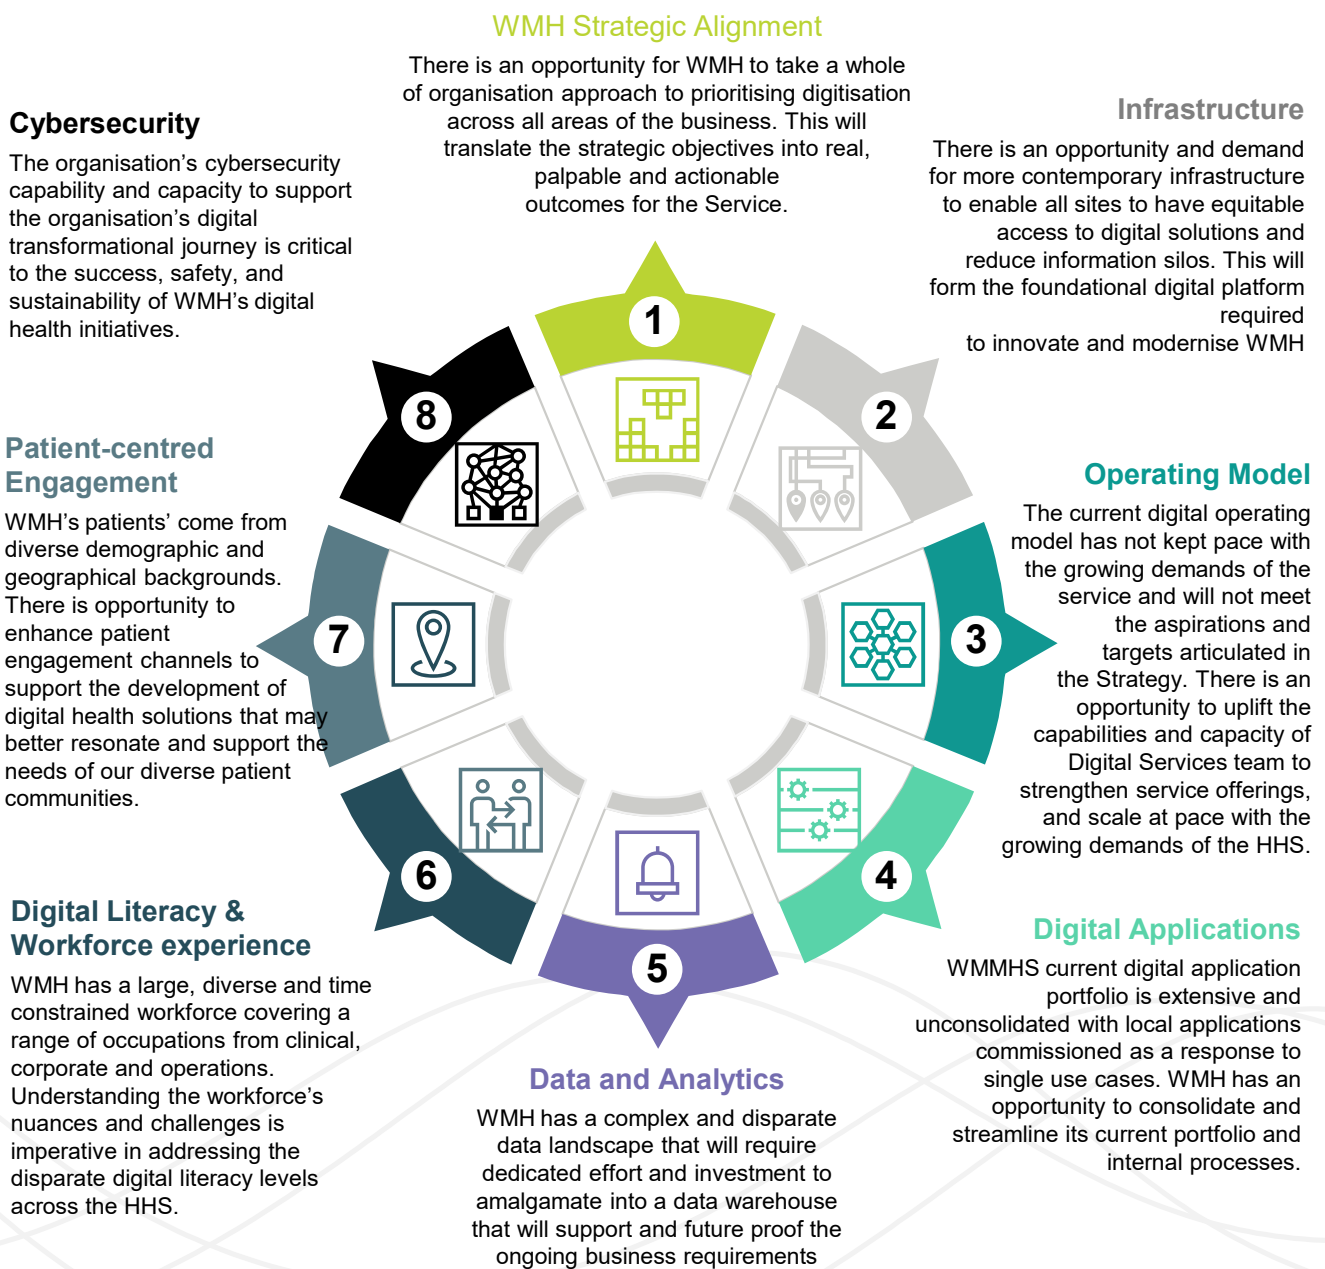 WMH Strategic Alignment
There is an opportunity for WMH to take a whole
of organisation approach to prioritising digitisation
across all areas of the business. This will
translate the strategic objectives into real,
palpable and actionable
outcomes for the Service.
Infrastructure
There is an opportunity and demand
for more contemporary infrastructure
to enable all sites to have equitable
access to digital solutions and
reduce information silos. This will
form the foundational digital platform
required
to innovate and modernise WMH
Operating Model
The current digital operating
model has not kept pace with
the growing demands of the
service and will not meet
the aspirations and
targets articulated in
the Strategy. There is an
opportunity to uplift the
capabilities and capacity of
Digital Services team to
strengthen service offerings,
and scale at pace with the
growing demands of the HHS.
Digital Applications
WMMHS current digital application
portfolio is extensive and
unconsolidated with local applications
commissioned as a response to
single use cases. WMH has an
opportunity to consolidate and
streamline its current portfolio and
internal processes.
Data and Analytics
WMH has a complex and disparate
data landscape that will require
dedicated effort and investment to
amalgamate into a data warehouse
that will support and future proof the
ongoing business requirements
Digital Literacy &
Workforce experience
WMH has a large, diverse and time
constrained workforce covering a
range of occupations from clinical,
corporate and operations.
Understanding the workforce's
nuances and challenges is
imperative in addressing the
disparate digital literacy levels
across the HHS.
Patient-centred
Engagement
WMH's patients' come from
diverse demographic and
geographical backgrounds.
There is opportunity to
enhance patient
engagement channels to
support the development of
digital health solutions that may
better resonate and support the
needs of our diverse patient
communities.
Cybersecurity
The organisation's cybersecurity
capability and capacity to support
the organisation's digital
transformational journey is critical
to the success, safety, and
sustainability of WMH's digital
health initiatives.
1
2
3
4
5
6
7
8